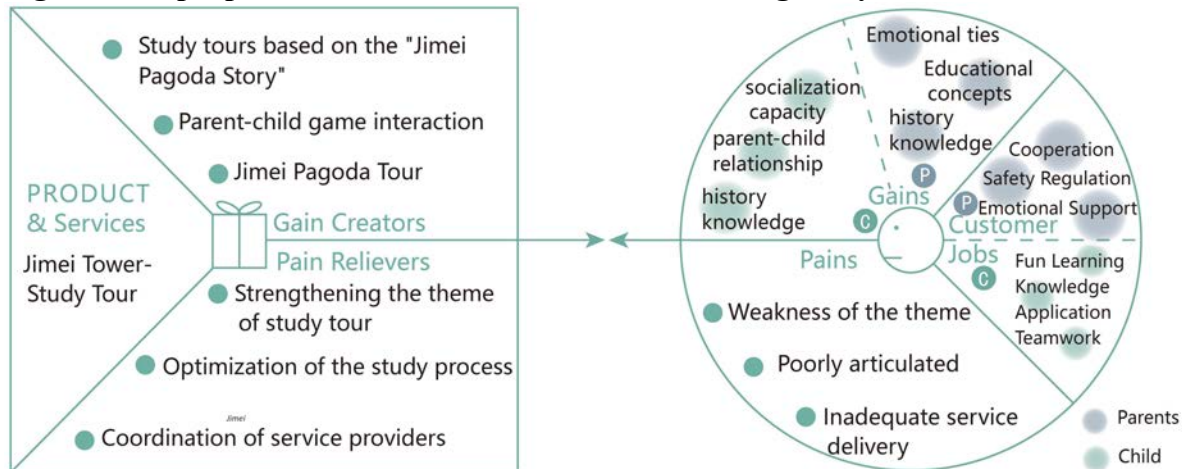 Study tours based on the "Jimei
Pagoda Story"
Parent-child game interaction
Jimei Pagoda Tour
PRODUCT
& Services
Jimei Tower-
Study Tour
Gain Creators
Pain Relievers
Strengthening the theme
of study tour
Optimization of the study process
Jimei
Coordination of service providers
Emotional ties
Educational
concepts
history
knowledge
socialization
capacity
parent-child
relationship
history
knowledge
P
Gains
C
Cooperation
Safety Regulation
P
Emotional Support
Customer
Jobs
C
Fun Learning
Knowledge
Application
Teamwork
Pains
Weakness of the theme
Poorly articulated
Inadequate service
delivery
Parents
Child